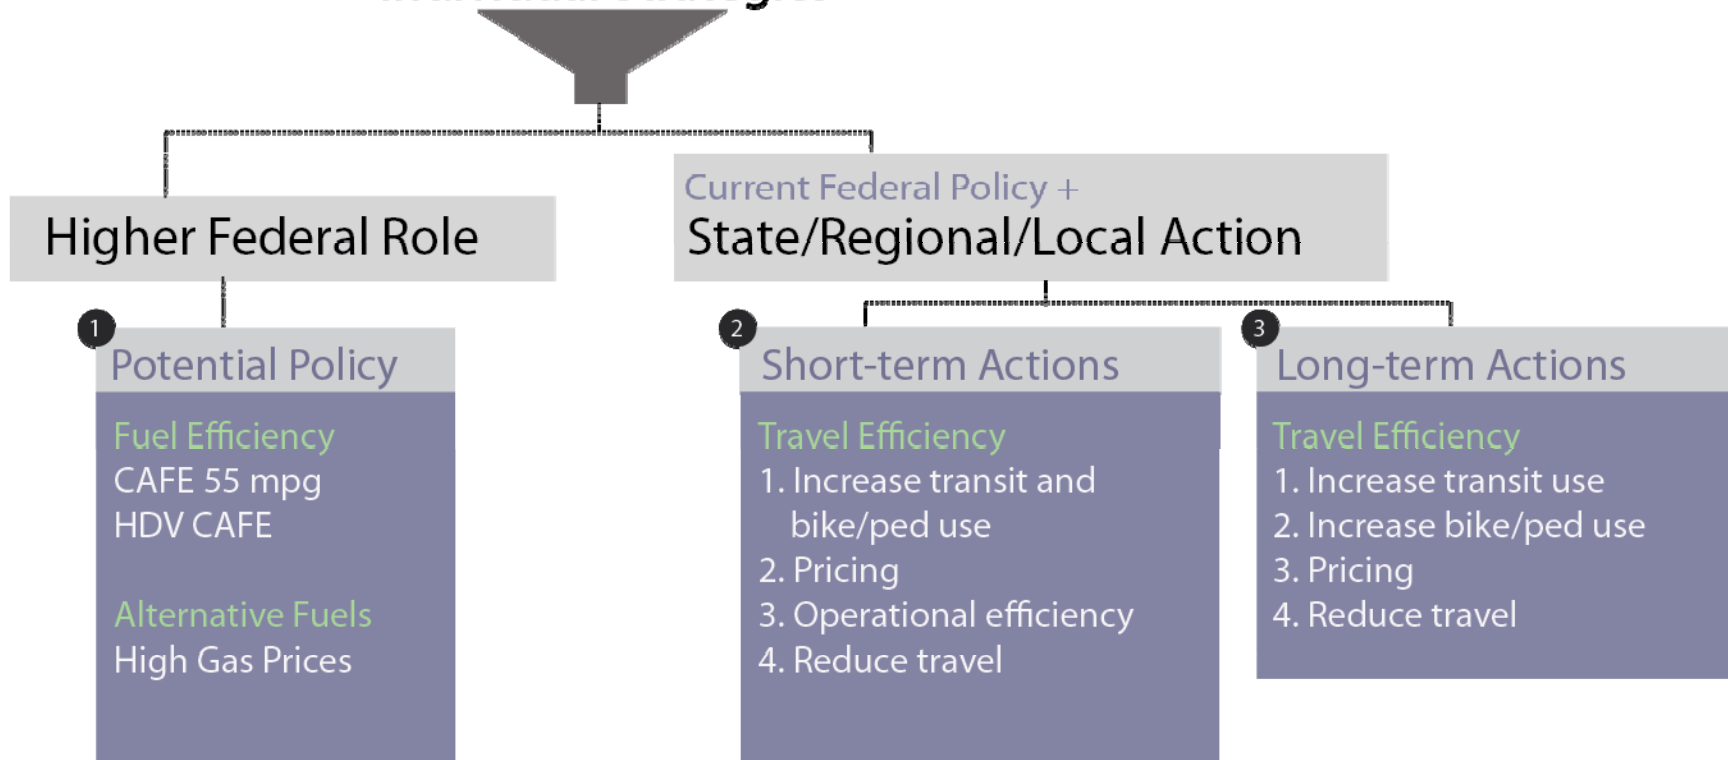 Higher Federal Role
Current Federal Policy +
State/Regional/Local Action
1
Potential Policy
Fuel Efficiency
CAFE 55 mpg
HDV CAFE
Alternative Fuels
High Gas Prices
2
Short-term Actions
Travel Efficiency
1. Increase transit and
bike/ped use
2. Pricing
3. Operational efficiency
4. Reduce travel
3
Long-term Actions
Travel Efficiency
1. Increase transit use
2. Increase bike/ped use
3. Pricing
4. Reduce travel